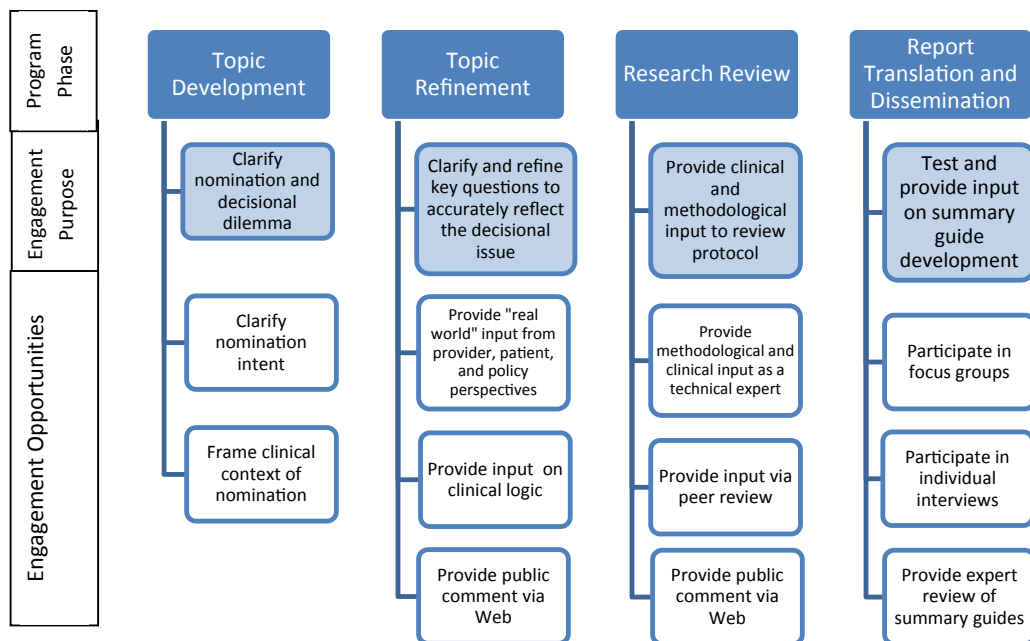 Program
Phase
Topic
Development
Topic
Refinement
Research Review
Report
Translation and
Dissemination
Engagement
Purpose
Clarify
nomination and
decisional
dilemma
Clarify and refine
key questions to
accurately reflect
the decisional
issue
Provide clinical
and
methodological
input to review
protocol
Test and
provide input
on summary
guide
development
Engagement Opportunities
Clarify
nomination
intent
Provide "real
world" input from
provider, patient,
and policy
perspectives
Provide
methodological and
clinical input as a
technical expert
Participate in
focus groups
Frame clinical
context of
nomination
Provide input on
clinical logic
Provide input via
peer review
Participate in
individual
interviews
Provide public
comment via
Web
Provide public
comment via
Web
Provide expert
review of
summary guides